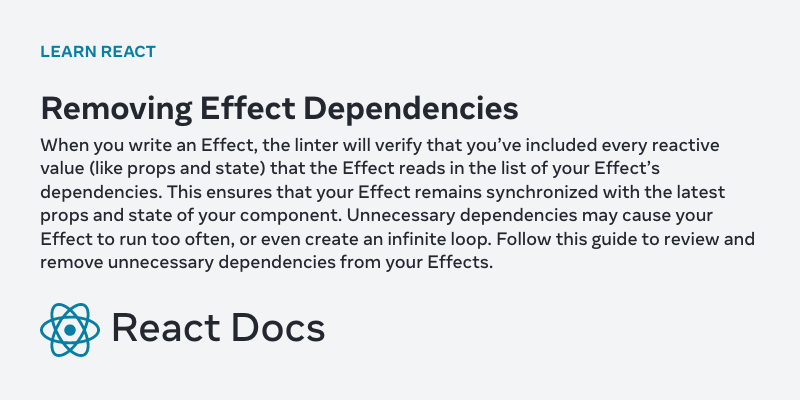 LEARN REACT
Removing Effect Dependencies
When you write an Effect, the linter will verify that you’ve included every reactive
value (like props and state) that the Effect reads in the list of your Effect’s
dependencies. This ensures that your Effect remains synchronized with the latest
props and state of your component. Unnecessary dependencies may cause your
Effect to run too often, or even create an infinite loop. Follow this guide to review and
remove unnecessary dependencies from your Effects.
React Docs